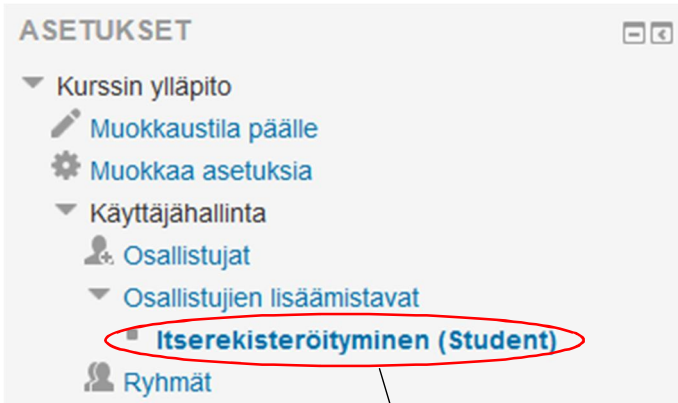 ASETUKSET
Kurssin ylläpito
Muokkaustila päälle
Muokkaa asetuksia
Käyttäjähallinta
Osallistujat
Osallistujien lisäämistavat
Itserekisteröityminen (Student)
Ryhmät